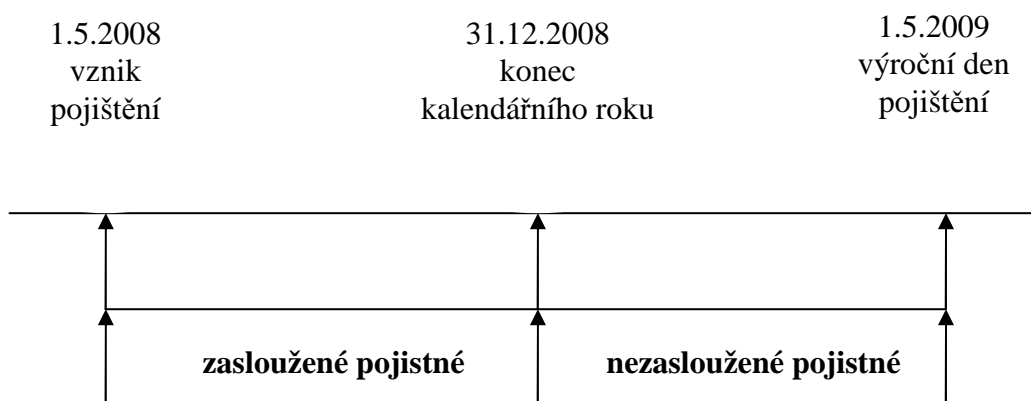 1.5.2008
vznik
pojištění
31.12.2008
konec
kalendářního roku
1.5.2009
výroční den
pojištění
zasloužené pojistné
nezasloužené pojistné